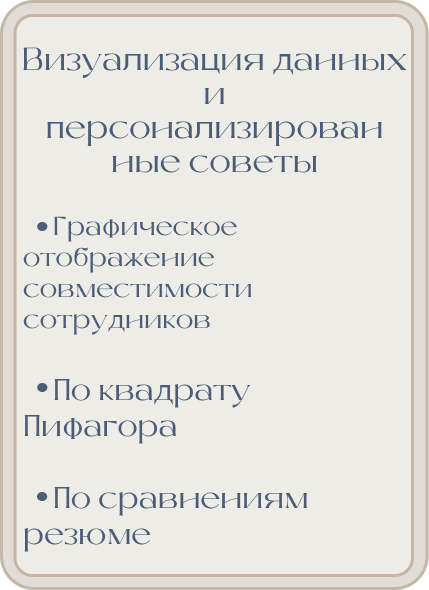 Визуализация данных
и
персонализирован
ные советы
•Графическое
отображение
совместимости
сотрудников
•По квадрату
Пифагора
•По сравнениям
резюме